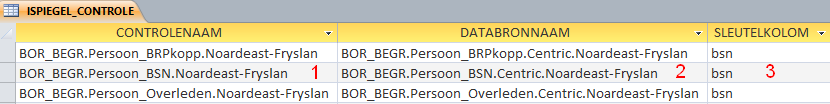 ISPIEGEL_CONTROLE
CONTROLENAAM DATABRONNAAM SLEUTELKOLOM
BOR_BEGR.Persoon_BRPkopp.Noardeast-Fryslan BOR_BEGR.Persoon_BRPkopp.Centric.Noardeast-Fryslan bsn
BOR_BEGR.Persoon_BSN.Noardeast-Fryslan 1 BOR_BEGR.Persoon_BSN.Centric.Noardeast-Fryslan 2 bsn 3
BOR_BEGR.Persoon_Overleden.Noardeast-Fryslan BOR_BEGR.Persoon_Overleden.Centric.Noardeast-Fryslan bsn